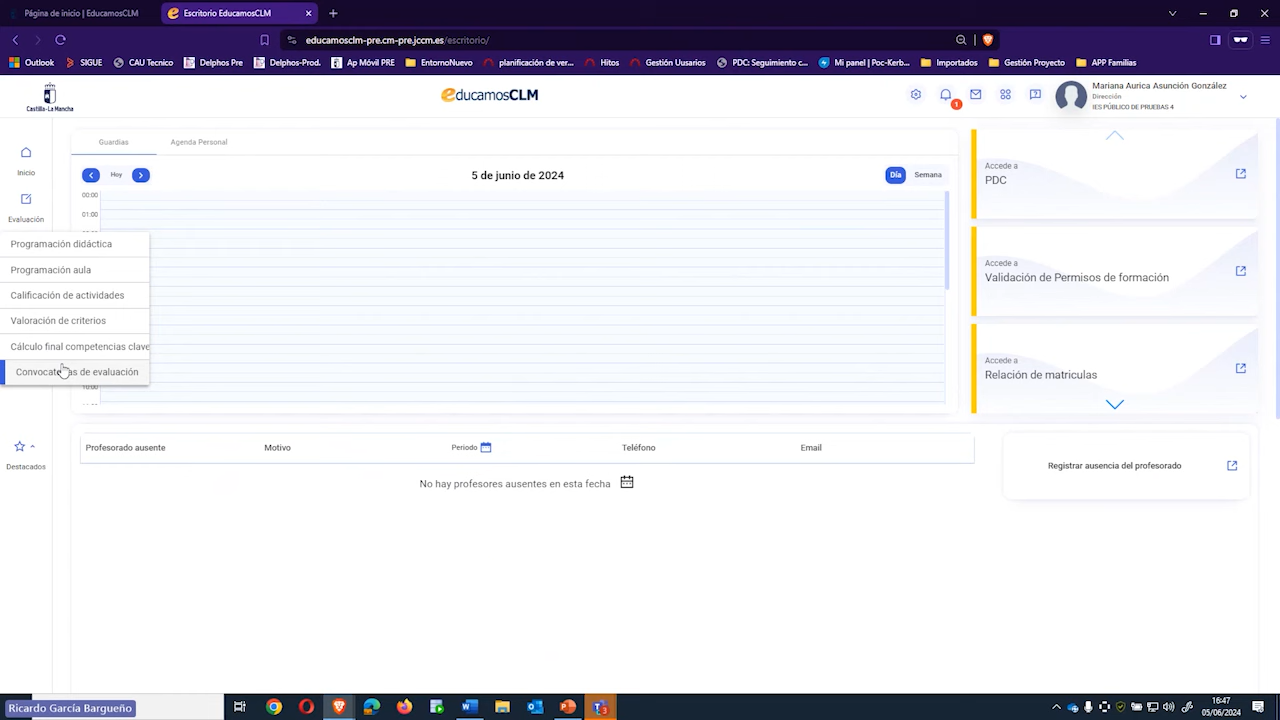 Página de inicio | EducamosCLM
Escritorio EducamosCLM
educamosclm-pre.cm-pre.jccm.es/escritorio/
Outlook
SIGUE
CAU Tecnico
Delphos Pre
Papas Pre
Ap Móvil PRE
EntornoNuevo
planificación de ver...
Hitos
Gestión Usuarios
PDC: Seguimiento c...
Mi panel | Poc-Kerb...
Importados
Gestión Proyecto
APP Familias
Castilla-La Mancha
educamosCLM
1
Mariana Aurica Asunción González
Dirección
IES PÚBLICO DE PRUEBAS 4
Inicio
Evaluación
Programación didáctica
Programación aula
Calificación de actividades
Valoración de criterios
Cálculo final competencias clave
Convocatorias de evaluación
Destacados
Guardias
Agenda Personal
Hoy
5 de junio de 2024
Día
Semana
00:00
01:00
10:00
Accede a
PDC
Accede a
Validación de Permisos de formación
Accede a
Relación de matriculas
Profesorado ausente
Motivo
Periodo
Teléfono
Email
No hay profesores ausentes en esta fecha
Registrar ausencia del profesorado
Ricardo García Bargueño
16:47
05/06/2024